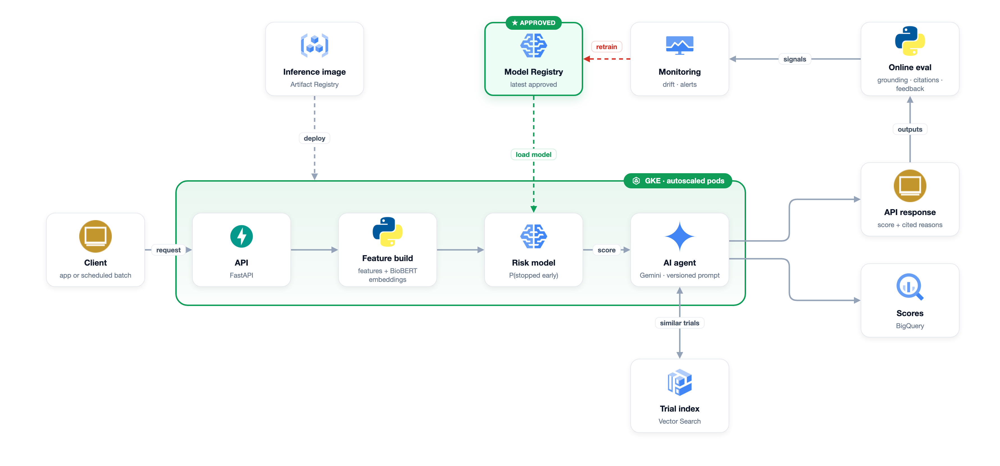 ★ APPROVED
Inference image
Artifact Registry
Model Registry
latest approved
retrain
Monitoring
drift · alerts
signals
Online eval
grounding · citations ·
feedback
deploy
load model
outputs
GKE · autoscaled pods
API response
score + cited reasons
Client
app or scheduled batch
request
API
FastAPI
Feature build
features + BioBERT
embeddings
Risk model
P(stopped early)
score
AI agent
Gemini · versioned prompt
Scores
BigQuery
similar trials
Trial index
Vector Search